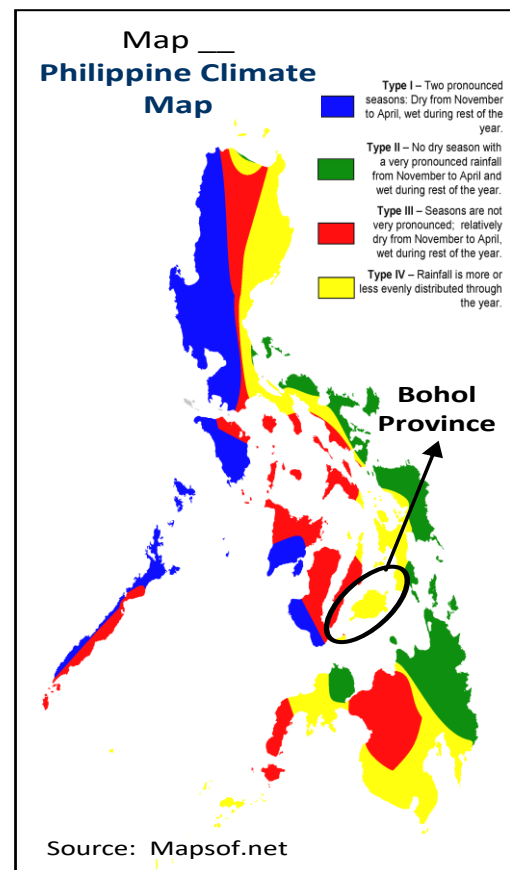 Map __
Philippine Climate
Map
Type I – Two pronounced
seasons: Dry from November
to April, wet during rest of the
year.
Type II – No dry season with
a very pronounced rainfall
from November to April and
wet during rest of the year.
Type III – Seasons are not
very pronounced; relatively
dry from November to April,
wet during rest of the year.
Type IV – Rainfall is more or
less evenly distributed through
the year.
Bohol
Province
Source: Mapsof.net